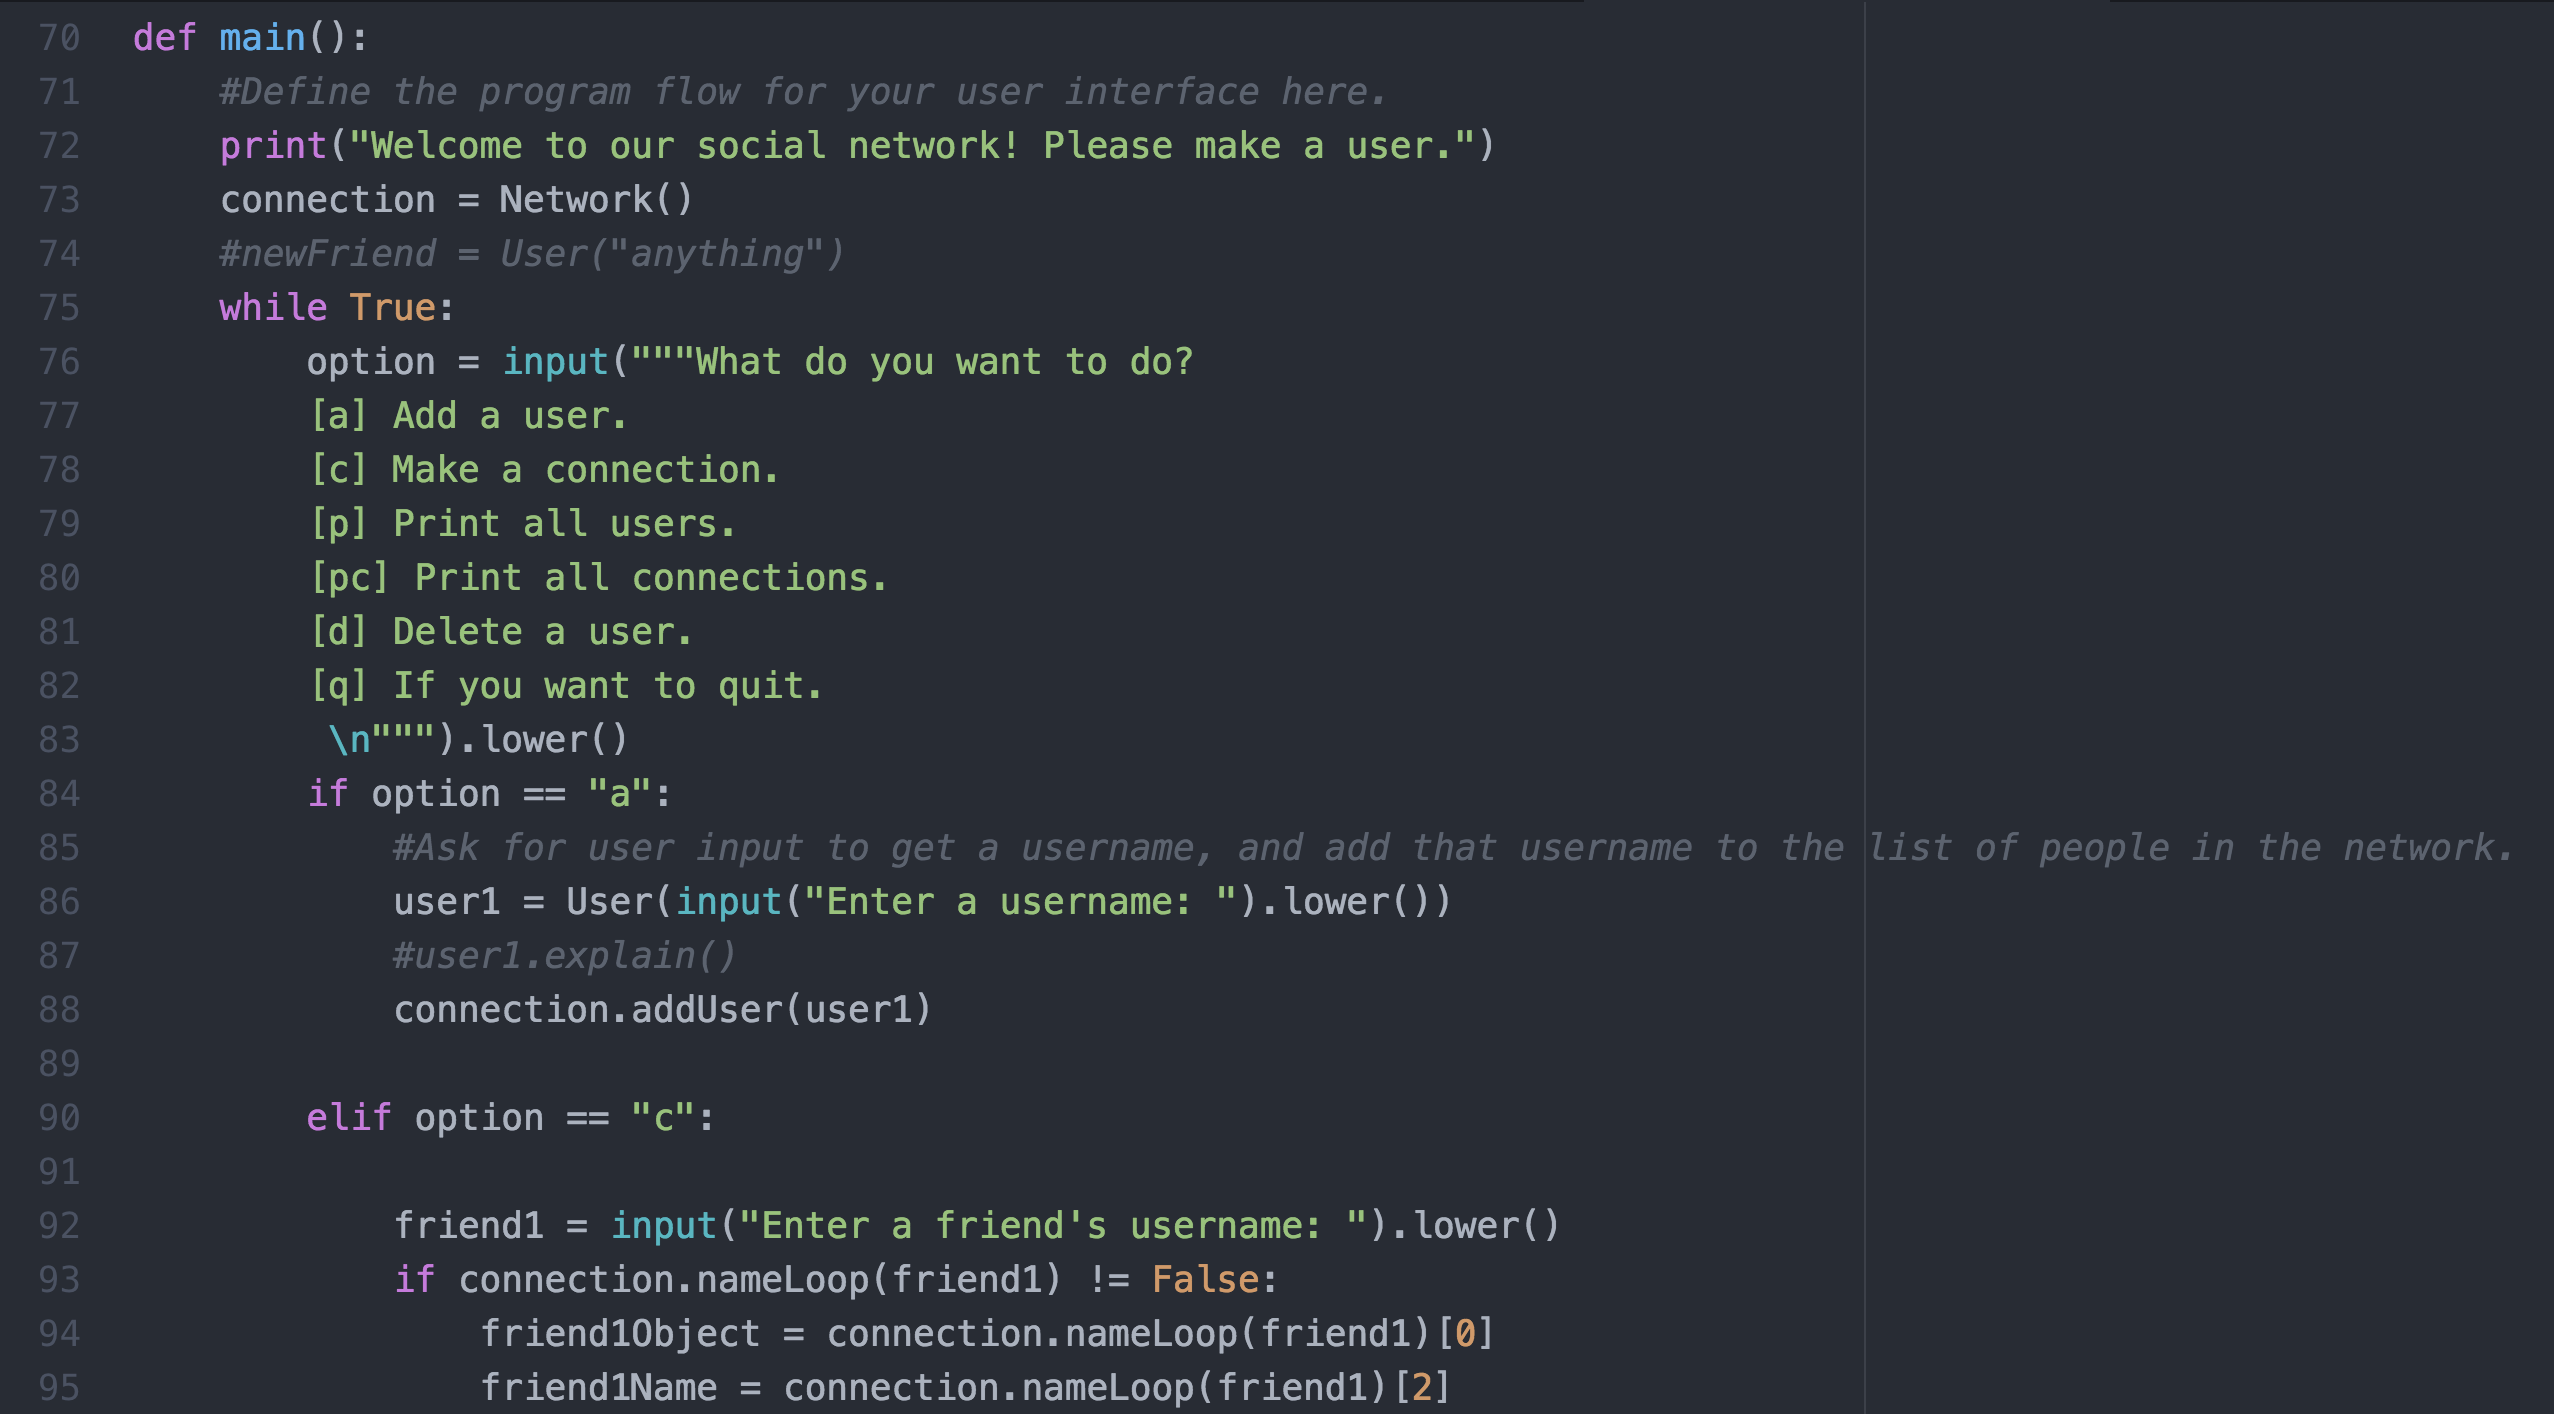 70 def main():
71     #Define the program flow for your user interface here.
72     print("Welcome to our social network! Please make a user.")
73     connection = Network()
74     #newFriend = User("anything")
75     while True:
76         option = input("""What do you want to do?
77         [a] Add a user.
78         [c] Make a connection.
79         [p] Print all users.
80         [pc] Print all connections.
81         [d] Delete a user.
82         [q] If you want to quit.
83          \n""").lower()
84         if option == "a":
85             #Ask for user input to get a username, and add that username to the list of people in the network.
86             user1 = User(input("Enter a username: ").lower())
87             #user1.explain()
88             connection.addUser(user1)
89
90         elif option == "c":
91
92             friend1 = input("Enter a friend's username: ").lower()
93             if connection.nameLoop(friend1) != False:
94                 friend1Object = connection.nameLoop(friend1)[0]
95                 friend1Name = connection.nameLoop(friend1)[2]